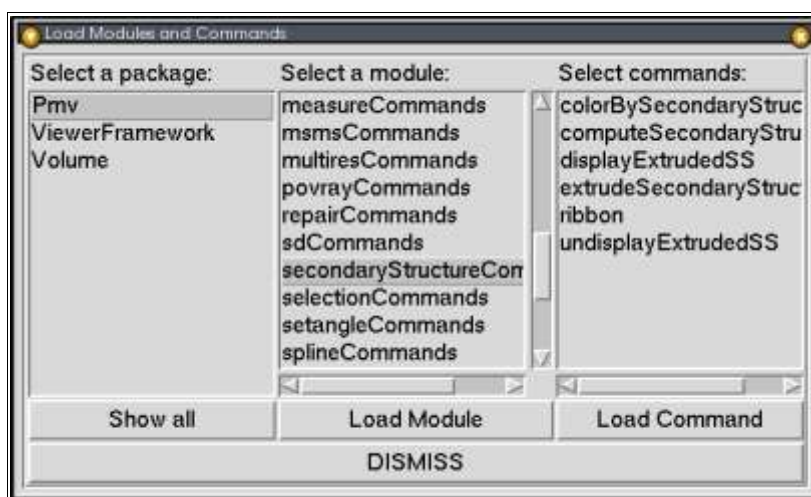 Load Modules and Commands
Select a package:
Pmv
ViewerFramework
Volume
Show all
Select a module:
measureCommands
msmsCommands
multiresCommands
povrayCommands
repairCommands
sdCommands
secondaryStructureCom
selectionCommands
setangleCommands
splineCommands
Load Module
Select commands:
colorBySecondaryStruc
computeSecondaryStru
displayExtrudedSS
extrudeSecondaryStruct
ribbon
undisplayExtrudedSS
Load Command
DISMISS